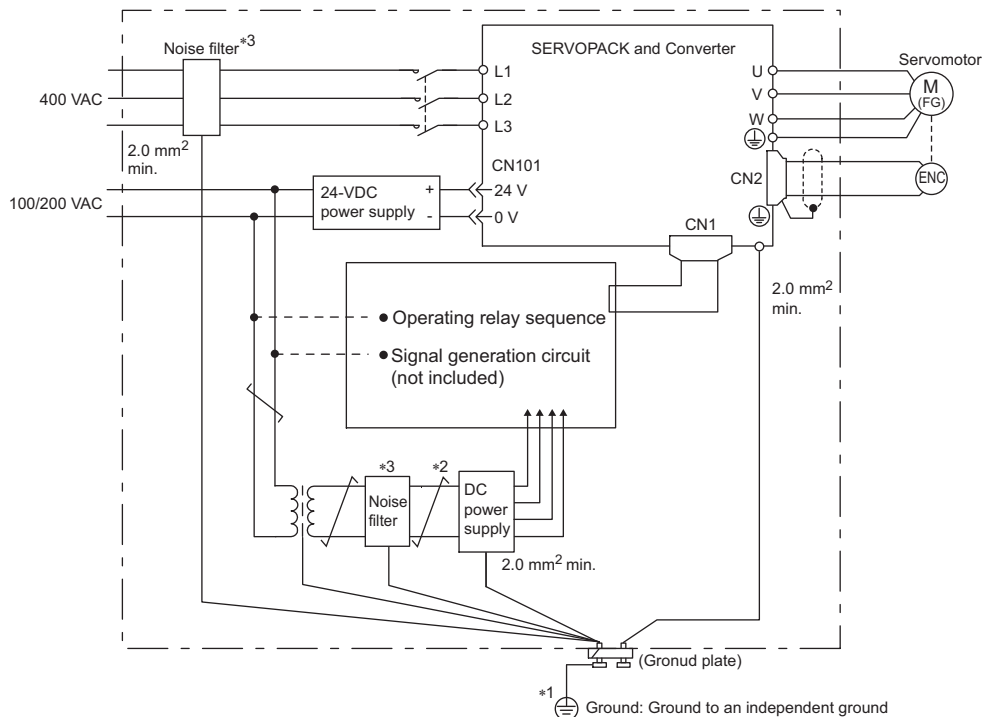 Noise filter*3
SERVOPACK and Converter
Servomotor
L1
U
M
(FG)
400 VAC
L2
V
L3
W
2.0 mm2
min.
CN101
100/200 VAC
24-VDC
power supply
+
-
24 V
0 V
CN2
ENC
CN1
2.0 mm2
min.
● Operating relay sequence
● Signal generation circuit
(not included)
*3
*2
Noise
filter
DC
power
supply
2.0 mm2 min.
(Gronud plate)
*1
Ground: Ground to an independent ground